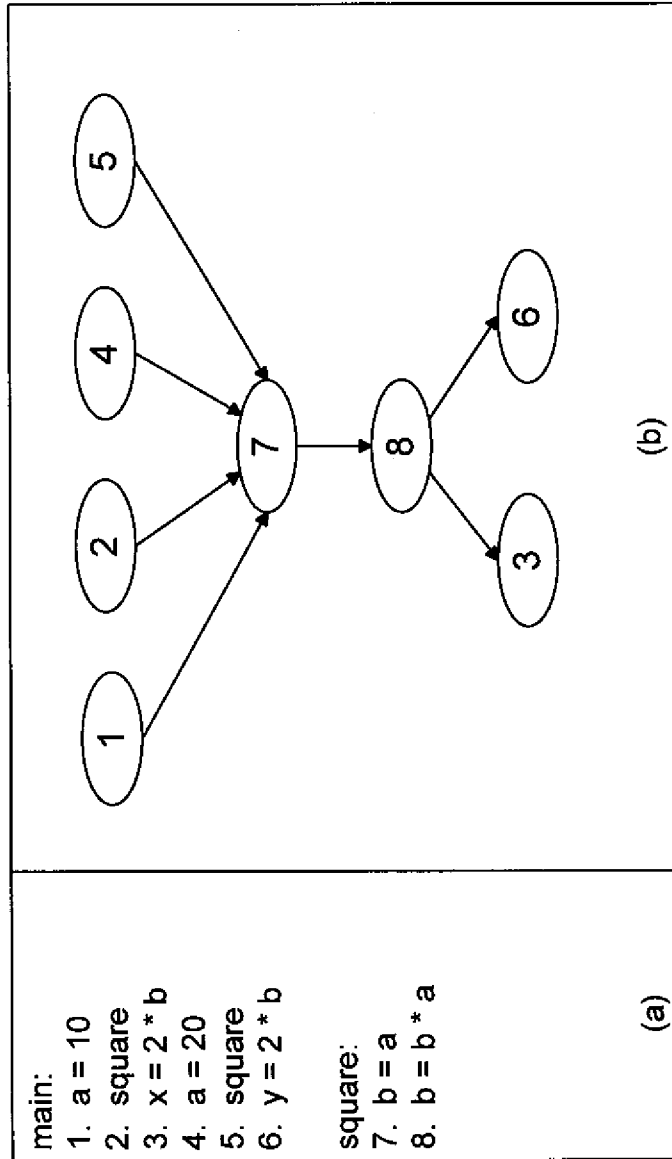 main:
1. a = 10
2. square
3. x = 2 * b
4. a = 20
5. square
6. y = 2 * b
square:
7. b = a
8. b = b * a
(a)
1
2
4
5
7
8
3
6
(b)